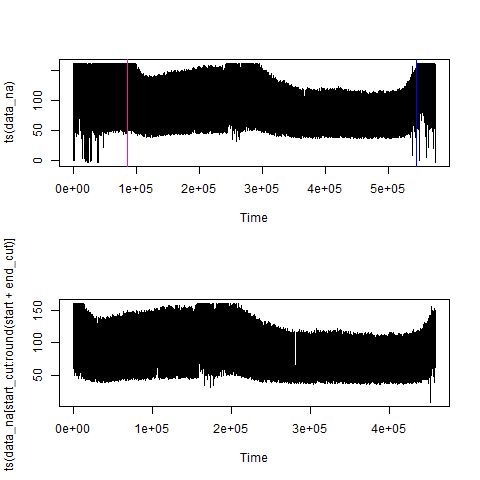 ts(data_na)
0 50 100
0e+00 1e+05 2e+05 3e+05 4e+05 5e+05
Time
ts(data_na[start_cut:round(start + end_cut)]
50 100 150
0e+00 1e+05 2e+05 3e+05 4e+05
Time